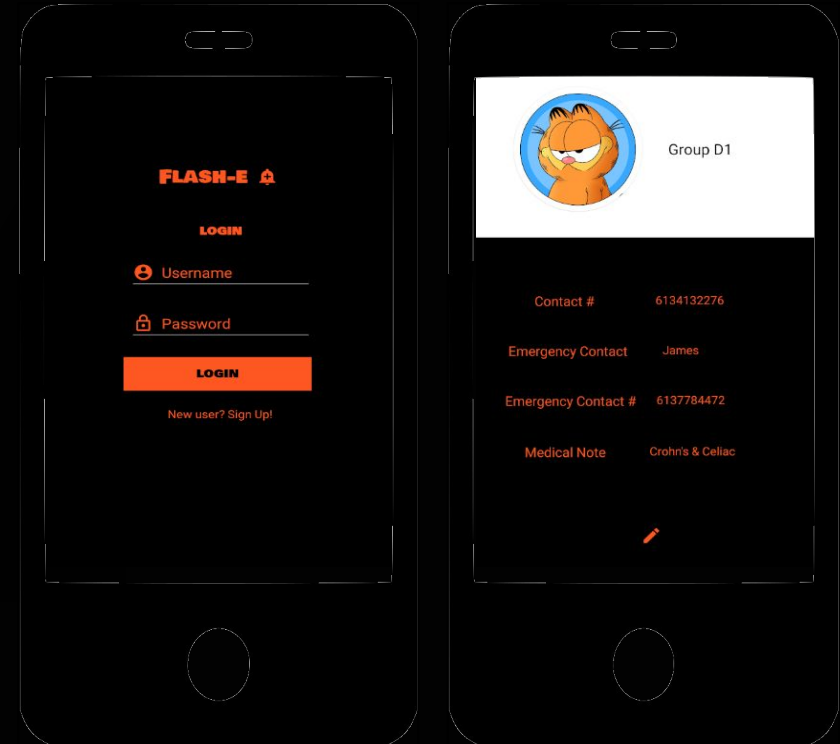 FLASH-E
LOGIN
Username
Password
LOGIN
New user? Sign Up!
Group D1
Contact # 6134132276
Emergency Contact James
Emergency Contact # 6137784472
Medical Note Crohn's & Celiac